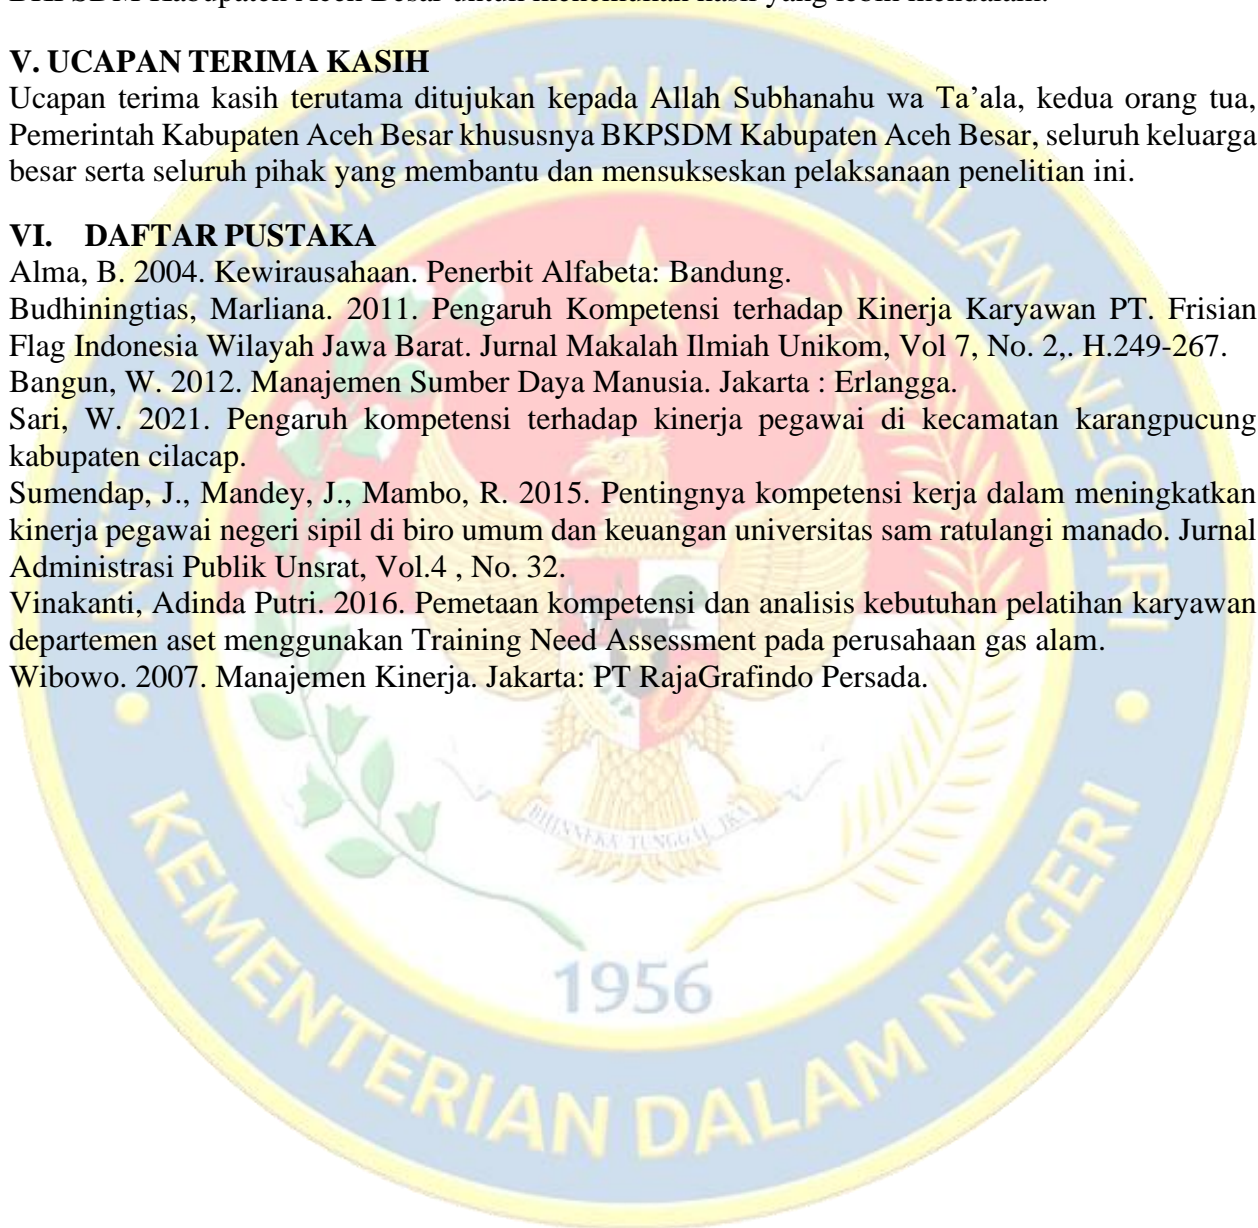 V. UCAPAN TERIMA KASIH
Ucapan terima kasih terutama ditujukan kepada Allah Subhanahu wa Ta’ala, kedua orang tua,
Pemerintah Kabupaten Aceh Besar khususnya BKPSDM Kabupaten Aceh Besar, seluruh keluarga
besar serta seluruh pihak yang membantu dan mensukseskan pelaksanaan penelitian ini.
VI. DAFTAR PUSTAKA
Alma, B. 2004. Kewirausahaan. Penerbit Alfabeta: Bandung.
Budhiningtias, Marliana. 2011. Pengaruh Kompetensi terhadap Kinerja Karyawan PT. Frisian
Flag Indonesia Wilayah Jawa Barat. Jurnal Makalah Ilmiah Unikom, Vol 7, No. 2,. H.249-267.
Bangun, W. 2012. Manajemen Sumber Daya Manusia. Jakarta : Erlangga.
Sari, W. 2021. Pengaruh kompetensi terhadap kinerja pegawai di kecamatan karangpucung
kabupaten cilacap.
Sumendap, J., Mandey, J., Mambo, R. 2015. Pentingnya kompetensi kerja dalam meningkatkan
kinerja pegawai negeri sipil di biro umum dan keuangan universitas sam ratulangi manado. Jurnal
Administrasi Publik Unsrat, Vol.4 , No. 32.
Vinakanti, Adinda Putri. 2016. Pemetaan kompetensi dan analisis kebutuhan pelatihan karyawan
departemen aset menggunakan Training Need Assessment pada perusahaan gas alam.
Wibowo. 2007. Manajemen Kinerja. Jakarta: PT RajaGrafindo Persada.
INSTITUT PEMERINTAHAN DALAM NEGERI
BHINNEKA TUNGGAL IKA
1956
KEMENTERIAN DALAM NEGERI